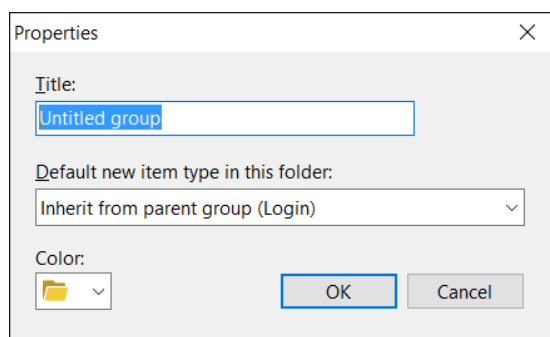 Properties
Title:
Untitled group
Default new item type in this folder:
Inherit from parent group (Login)
Color:
OK Cancel